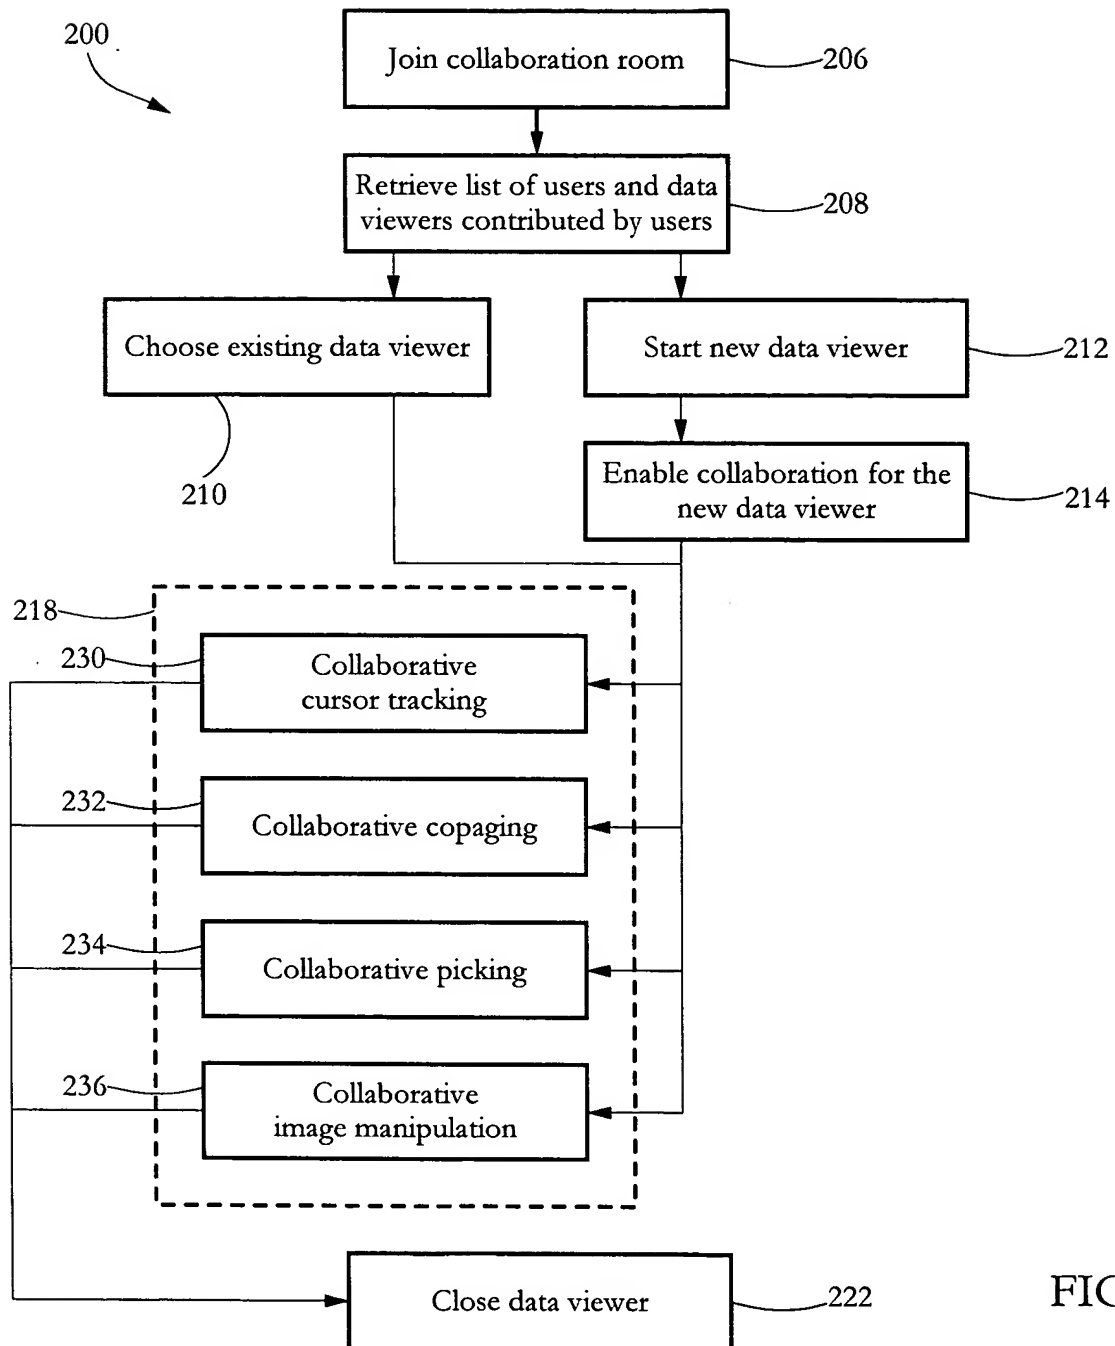 200
Join collaboration room
206
Retrieve list of users and data
viewers contributed by users
208
Choose existing data viewer
210
Start new data viewer
212
Enable collaboration for the
new data viewer
214
218
230
Collaborative
cursor tracking
232
Collaborative copaging
234
Collaborative picking
236
Collaborative
image manipulation
Close data viewer
222
FIG